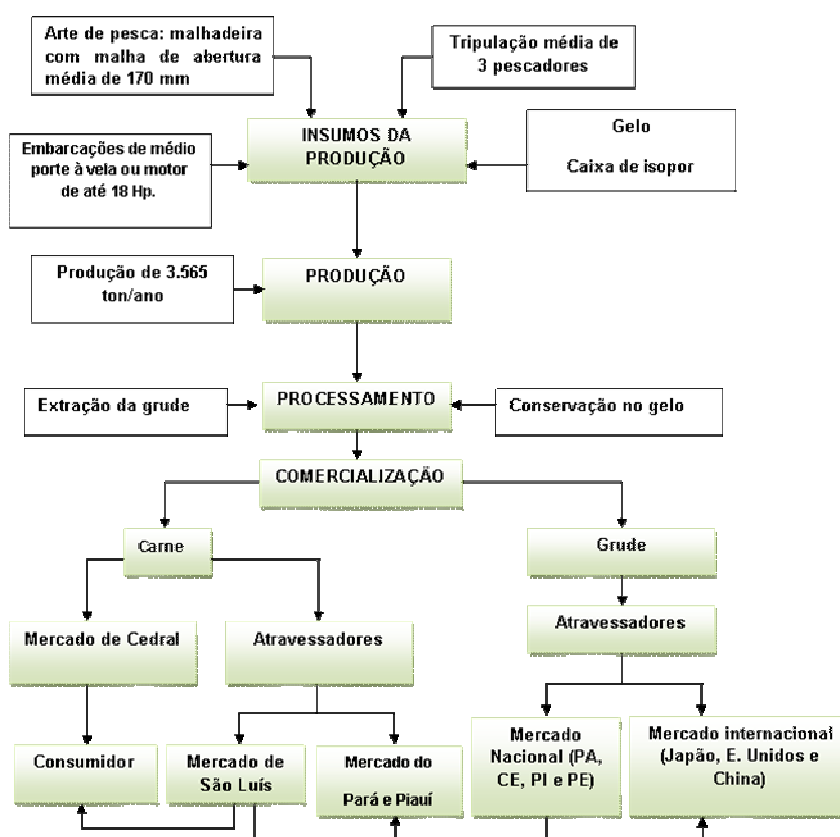 Arte de pesca: malhadeira
com malha de abertura
média de 170 mm
Tripulação média de
3 pescadores
INSUMOS DA
PRODUÇÃO
Gelo
Caixa de isopor
Embarcações de médio
porte à vela ou motor
de até 18 Hp.
Produção de 3.565
ton/ano
PRODUÇÃO
Extração da grude
PROCESSAMENTO
Conservação no gelo
COMERCIALIZAÇÃO
Carne
Grude
Mercado de Cedral
Atravessadores
Atravessadores
Consumidor
Mercado de
São Luís
Mercado do
Pará e Piauí
Mercado
Nacional (PA,
CE, PI e PE)
Mercado internacional
(Japão, E. Unidos e
China)